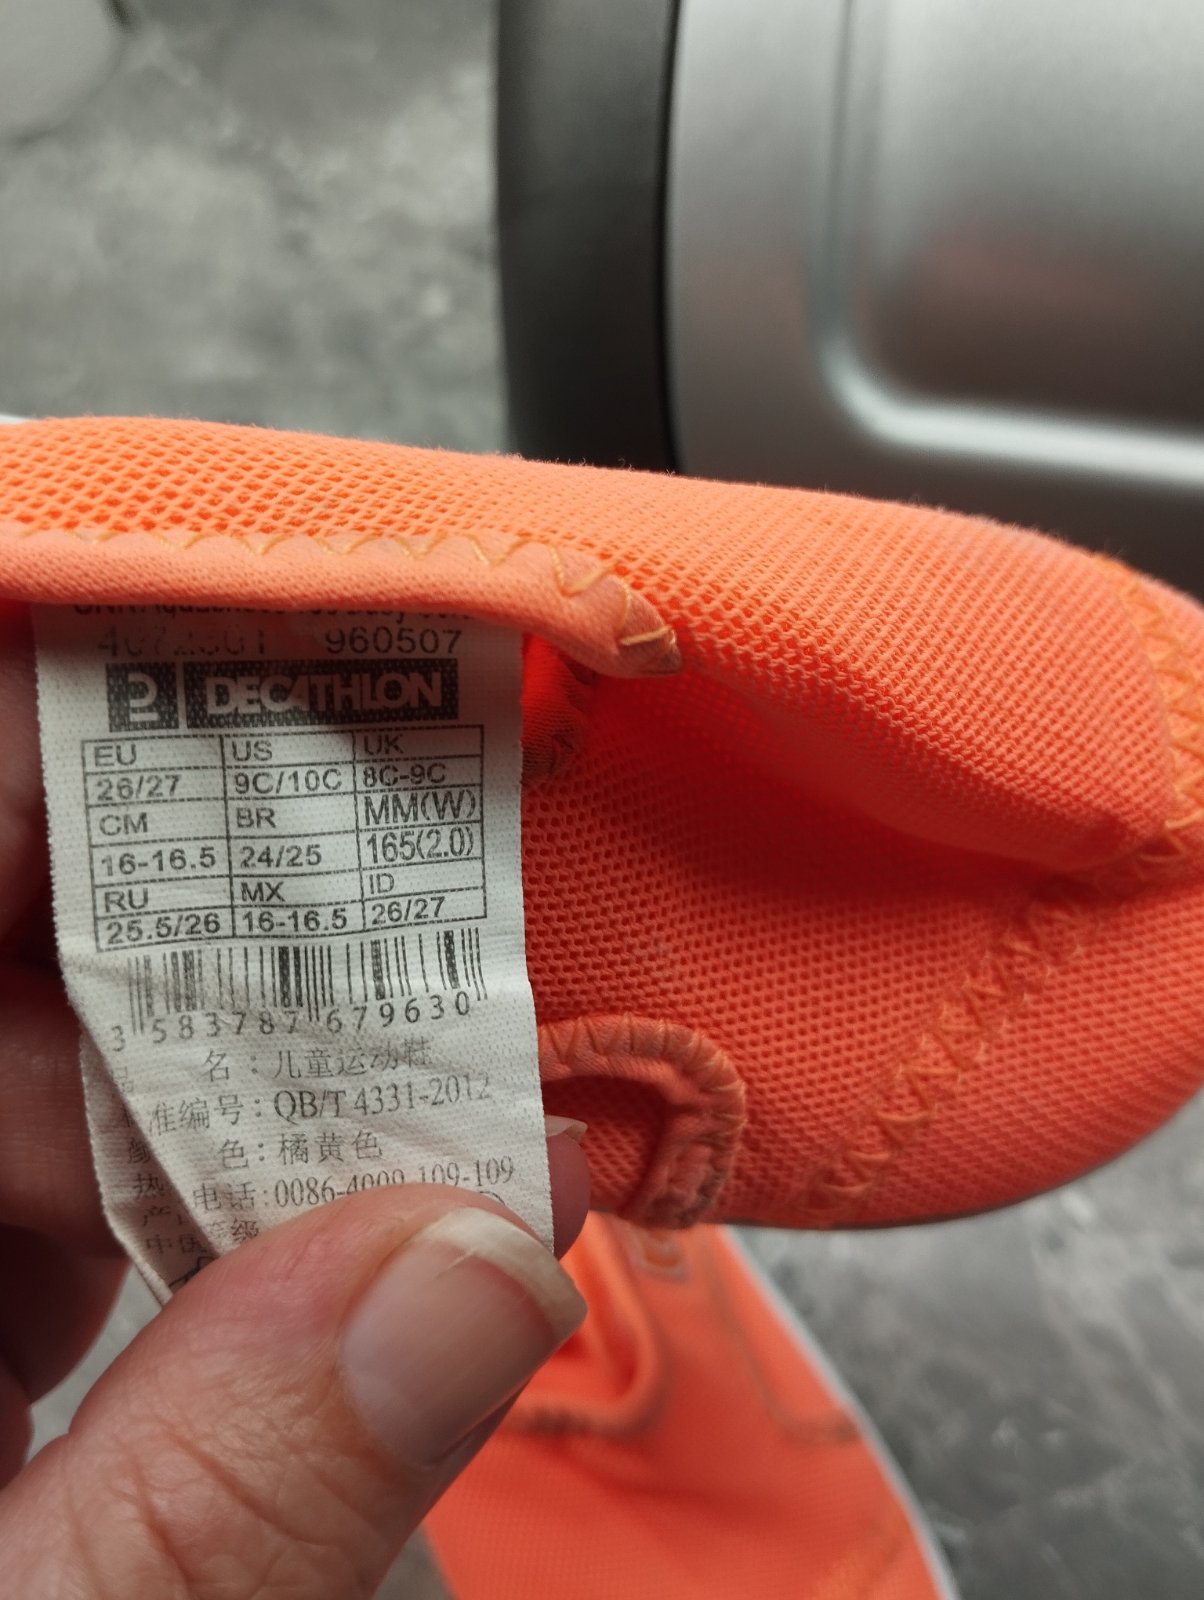 960507
DECATHLON
EU US UK
26/27 9C/10C 8C-9C
CM BR MM(W)
16-16.5 24/25 165(2.0)
RU MX ID
25.5/26 16-16.5 26/27
3 583787 679630
名：儿童运动鞋
准编号：QB/T 4331-2012
色：橘黄色
电话：0086-4009-109-109
等级